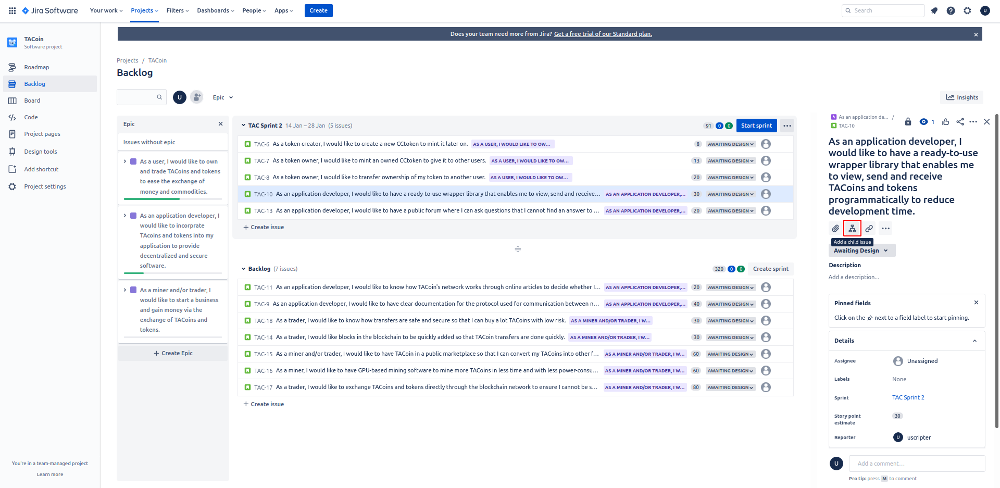 Jira Software
Your work
Projects
Filters
Dashboards
People
Apps
Create
Search
U
TACoin
Software project
Roadmap
Backlog
Board
Code
Project pages
Design tools
Add shortcut
Project settings
You're in a team-managed project
Learn more
Does your team need more from Jira? Get a free trial of our Standard plan.
Projects / TACoin
Backlog
U
Epic
Insights
Epic
Issues without epic
As a user, I would like to own
and trade TACoins and tokens
to ease the exchange of
money and commodities.
As an application developer, I
would like to incorprate
TAcoins and tokens into my
application to provide
decentralized and secure
software.
As a miner and/or trader, I
would like to start a business
and gain money via the
exchange of TACoins and
tokens.
Create Epic
TAC Sprint 2 14 Jan – 28 Jan (5 issues) 91 0 0 Start sprint
TAC-6 As a token creator, I would like to create a new CCtoken to mint it later on. AS A USER, I WOULD LIKE TO OW... 8 AWAITING DESIGN
TAC-7 As a token owner, I would like to mint an owned CCtoken to give it to other users. AS A USER, I WOULD LIKE TO OW... 13 AWAITING DESIGN
TAC-8 As a token owner, I would like to transfer ownership of my token to another user. AS A USER, I WOULD LIKE TO OW... 20 AWAITING DESIGN
TAC-10 As an application developer, I would like to have a ready-to-use wrapper library that enables me to view, send and receive... AS AN APPLICATION DEVELOPER,... 30 AWAITING DESIGN
TAC-13 As an application developer, I would like to have a public forum where I can ask questions that I cannot find an answer to ... AS AN APPLICATION DEVELOPER,... 20 AWAITING DESIGN
Create issue
Backlog (7 issues) 320 0 0 Create sprint
TAC-11 As an application developer, I would like to know how TACoin's network works through online articles to decide whether I... AS AN APPLICATION DEVELOPER,... 20 AWAITING DESIGN
TAC-9 As an application developer, I would like to have clear documentation for the protocol used for communication between n... AS AN APPLICATION DEVELOPER,... 40 AWAITING DESIGN
TAC-18 As a trader, I would like to know how transfers are safe and secure so that I can buy a lot TACoins with low risk. AS A MINER AND/OR TRADER, I W... 30 AWAITING DESIGN
TAC-14 As a trader, I would like blocks in the blockchain to be quickly added so that TACoin transfers are done quickly. AS A MINER AND/OR TRADER, I W... 30 AWAITING DESIGN
TAC-15 As a miner and/or trader, I would like to have TACoin in a public marketplace so that I can convert my TACoins into other f... AS A MINER AND/OR TRADER, I W... 60 AWAITING DESIGN
TAC-16 As a miner, I would like to have GPU-based mining software to mine more TACoins in less time and with less power-consu... AS A MINER AND/OR TRADER, I W... 60 AWAITING DESIGN
TAC-17 As a trader, I would like to exchange TACoins and tokens directly through the blockchain network to ensure I cannot be s... AS A MINER AND/OR TRADER, I W... 80 AWAITING DESIGN
Create issue
As an application de... /
TAC-10
1
As an application developer, I
would like to have a ready-to-use
wrapper library that enables me
to view, send and receive
TACoins and tokens
programmatically to reduce
development time.
Add a child issue
Awaiting Design
Description
Add a description...
Pinned fields
Click on the next to a field label to start pinning.
Details
Assignee Unassigned
Labels None
Sprint TAC Sprint 2
Story point
estimate
30
Reporter U uscripter
U Add a comment...
Pro tip: press M to comment